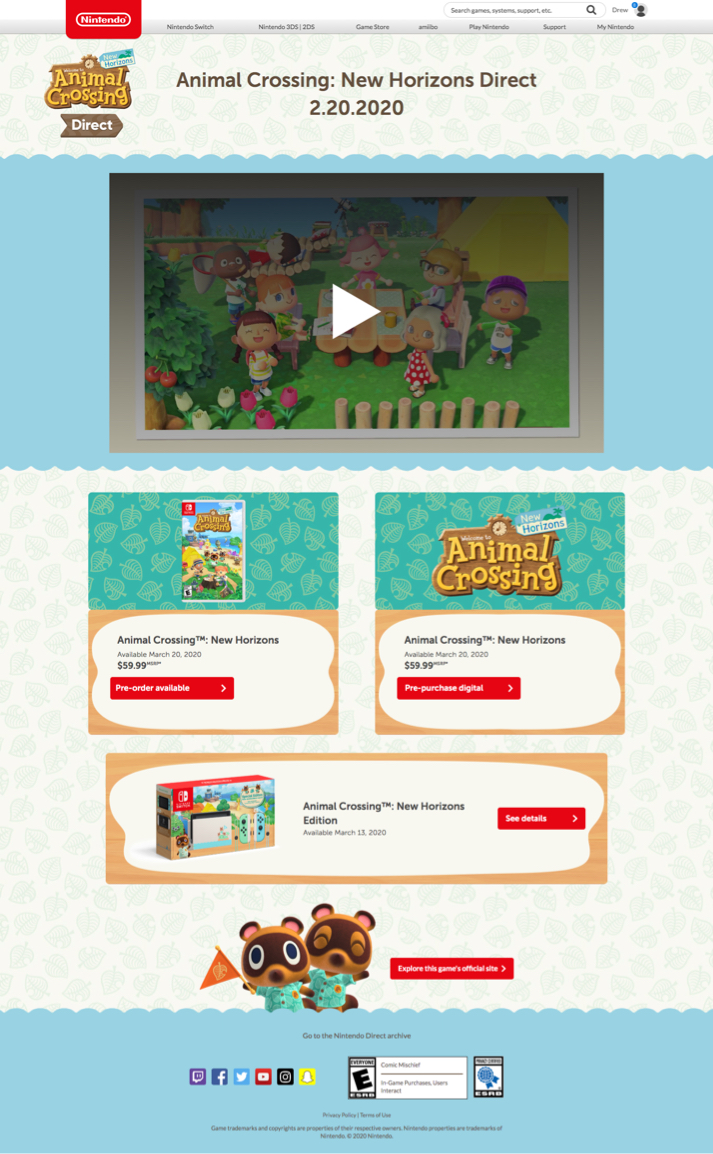 Nintendo
Search games, systems, support, etc.
Drew
Nintendo Switch
Nintendo 3DS | 2DS
Game Store
amiibo
Play Nintendo
Support
My Nintendo
Welcome to
New Horizons
Animal
Crossing
Direct
Animal Crossing: New Horizons Direct
2.20.2020
Animal
Crossing
New
Horizons
Welcome to
Animal
Crossing
Animal Crossing™: New Horizons
Available March 20, 2020
$59.99 MSRP*
Pre-order available
Animal Crossing™: New Horizons
Available March 20, 2020
$59.99 MSRP*
Pre-purchase digital
Animal Crossing™: New Horizons
Edition
Available March 13, 2020
See details
Explore this game's official site
Go to the Nintendo Direct archive
EVERYONE
E
ESRB
Comic Mischief
In-Game Purchases, Users
Interact
PRIVACY CERTIFIED
ESRB
Privacy Policy | Terms of Use
Game trademarks and copyrights are properties of their respective owners. Nintendo properties are trademarks of
Nintendo. © 2020 Nintendo.